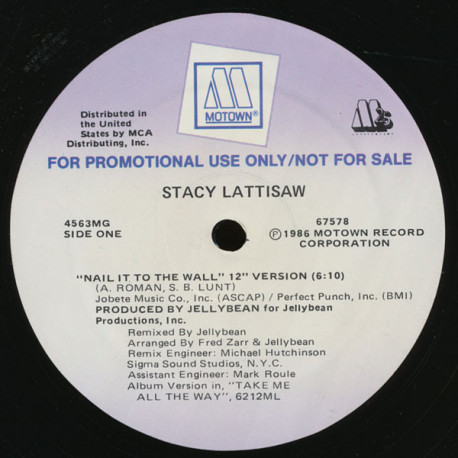 MOTOWN®
Distributed in
the United
States by MCA
Distributing, Inc.
FOR PROMOTIONAL USE ONLY/NOT FOR SALE
STACY LATTISAW
4563MG
SIDE ONE
67578
Ⓟ1986 MOTOWN RECORD
CORPORATION
"NAIL IT TO THE WALL" 12" VERSION (6:10)
(A. ROMAN, S. B. LUNT)
Jobete Music Co., Inc. (ASCAP) / Perfect Punch, Inc. (BMI)
PRODUCED BY JELLYBEAN for Jellybean
Productions, Inc.
Remixed By Jellybean
Arranged By Fred Zarr & Jellybean
Remix Engineer: Michael Hutchinson
Sigma Sound Studios, N.Y.C.
Assistant Engineer: Mark Roule
Album Version in, "TAKE ME
ALL THE WAY", 6212ML